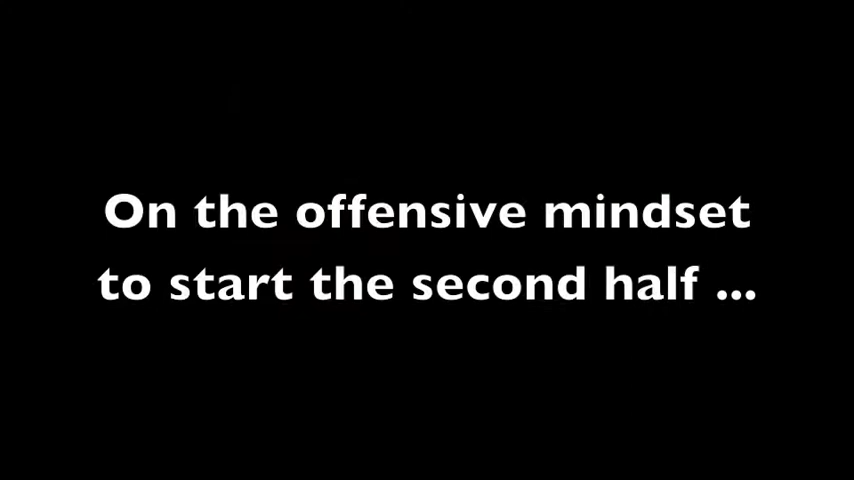 On the offensive mindset
to start the second half ...